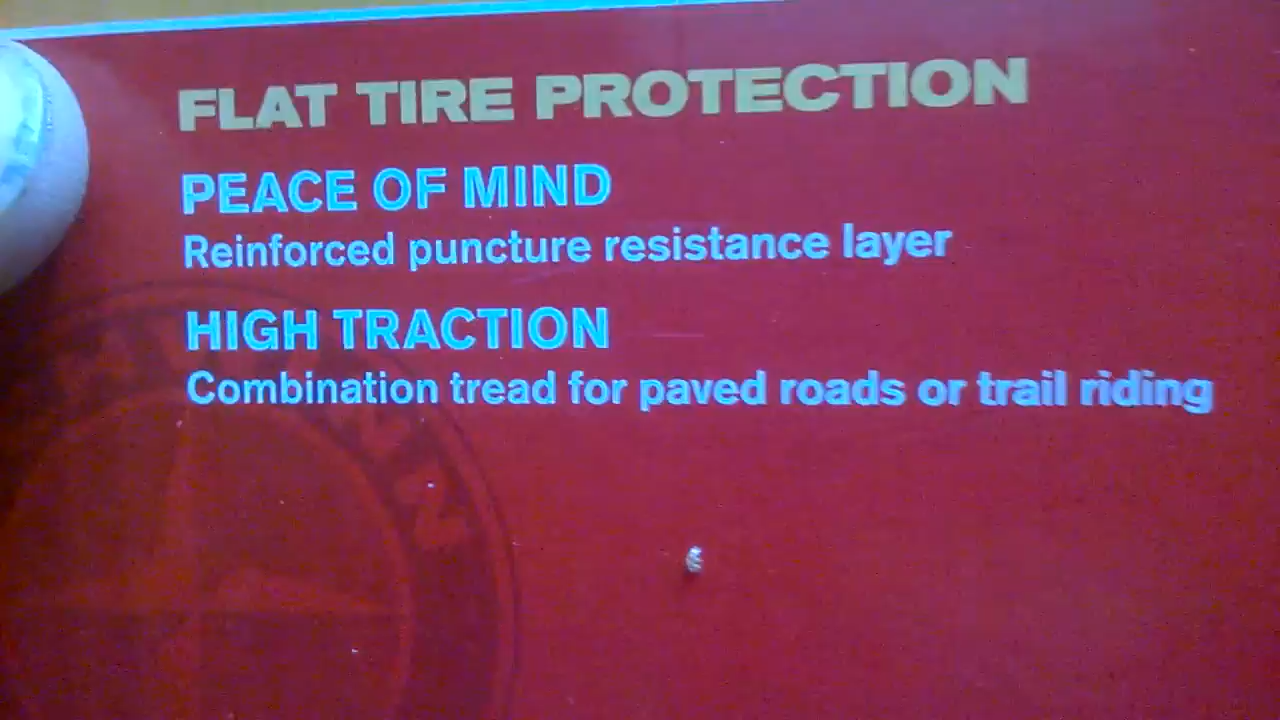 FLAT TIRE PROTECTION
PEACE OF MIND
Reinforced puncture resistance layer
HIGH TRACTION
Combination tread for paved roads or trail riding